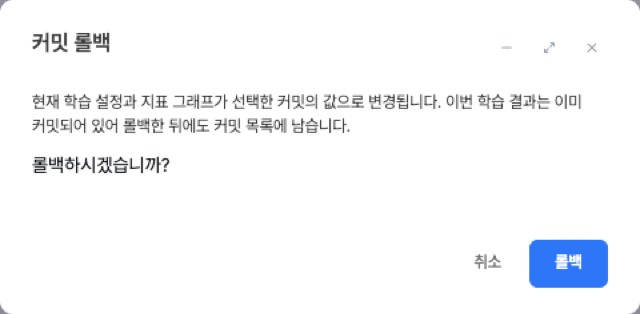 커밋 롤백
현재 학습 설정과 지표 그래프가 선택한 커밋의 값으로 변경됩니다. 이번 학습 결과는 이미
커밋되어 있어 롤백한 뒤에도 커밋 목록에 남습니다.
롤백하시겠습니까?
취소
롤백